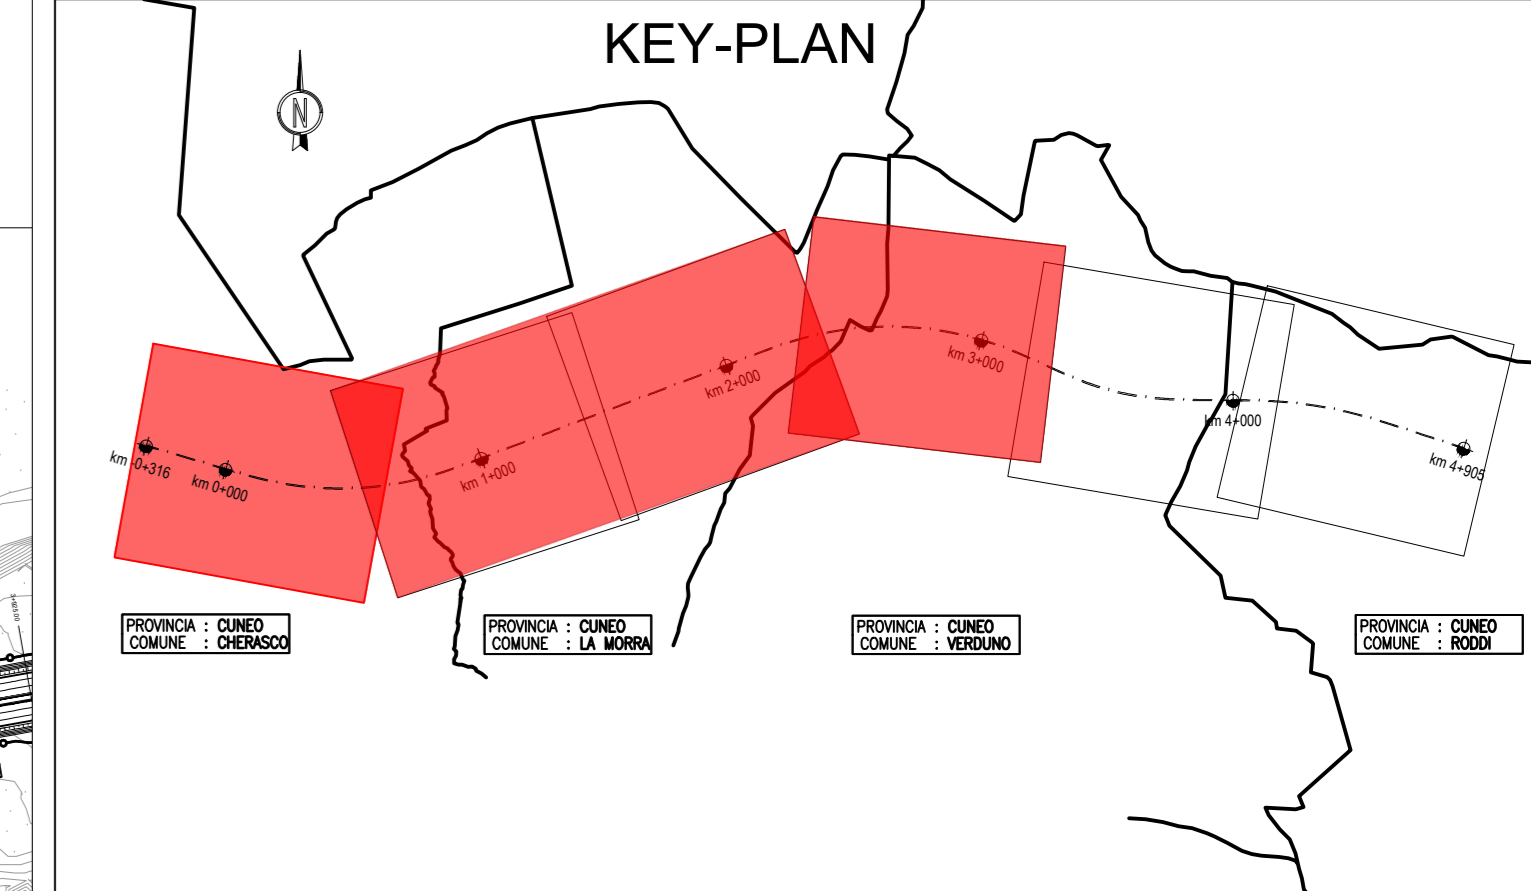 KEY-PLAN
N
km -0+316
km 0+000
km 1+000
km 2+000
km 3+000
km 4+000
km 4+905
PROVINCIA : CUNEO
COMUNE : CHERASCO
PROVINCIA : CUNEO
COMUNE : LA MORRA
PROVINCIA : CUNEO
COMUNE : VERDUNO
PROVINCIA : CUNEO
COMUNE : RODDI